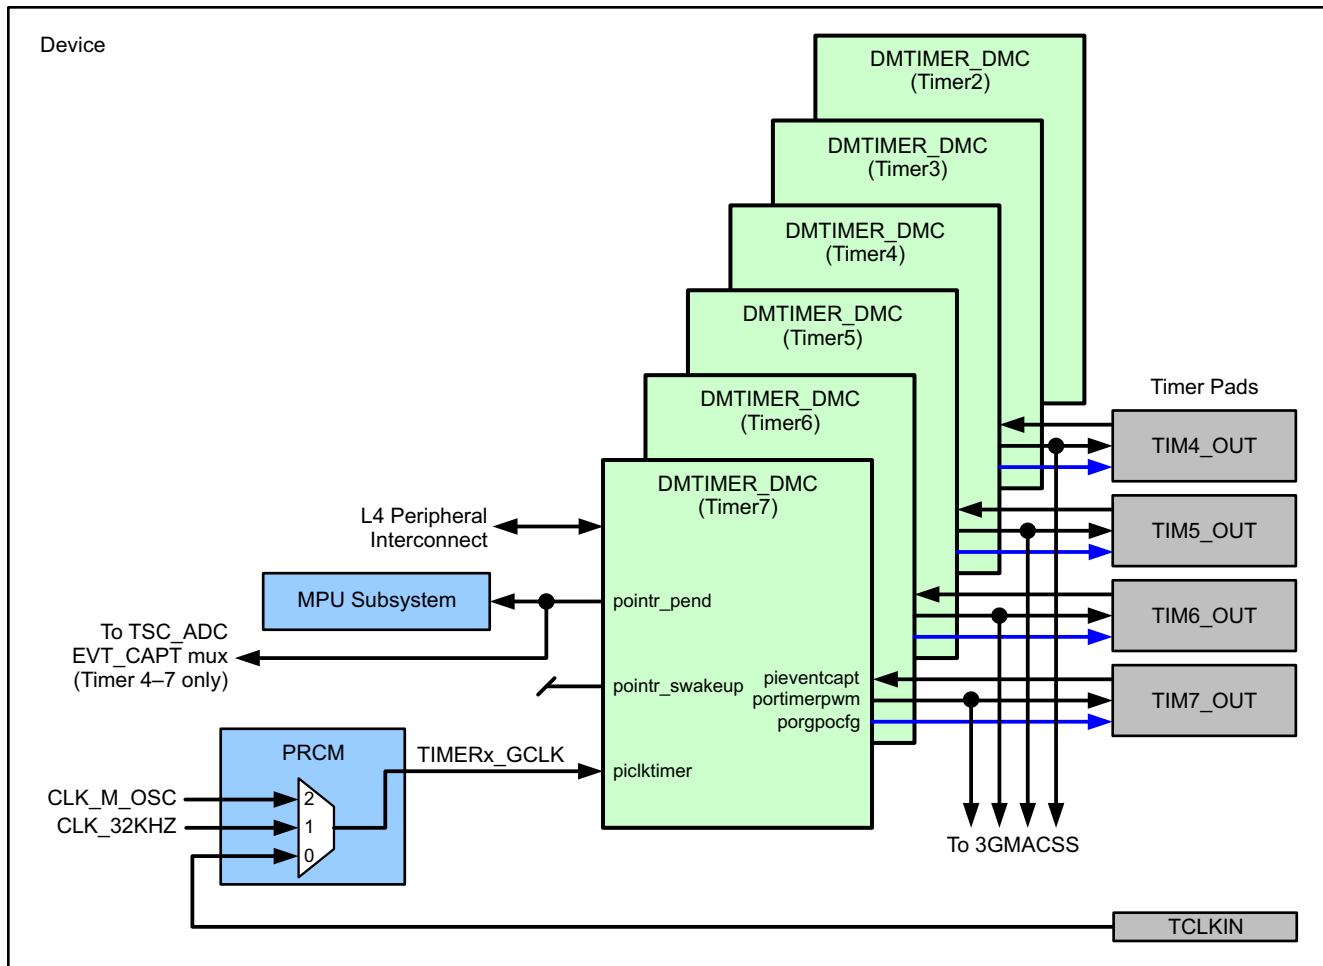 Device
DMTIMER_DMC
(Timer2)
DMTIMER_DMC
(Timer3)
DMTIMER_DMC
(Timer4)
DMTIMER_DMC
(Timer5)
DMTIMER_DMC
(Timer6)
DMTIMER_DMC
(Timer7)
Timer Pads
TIM4_OUT
TIM5_OUT
TIM6_OUT
TIM7_OUT
L4 Peripheral
Interconnect
MPU Subsystem
pointr_pend
To TSC_ADC
EVT_CAPT mux
(Timer 4–7 only)
pointr_swakeup
pieventcapt
portimerpwm
porgpocfg
PRCM
TIMERx_GCLK
piclktimer
CLK_M_OSC
2
CLK_32KHZ
1
0
To 3GMACSS
TCLKIN